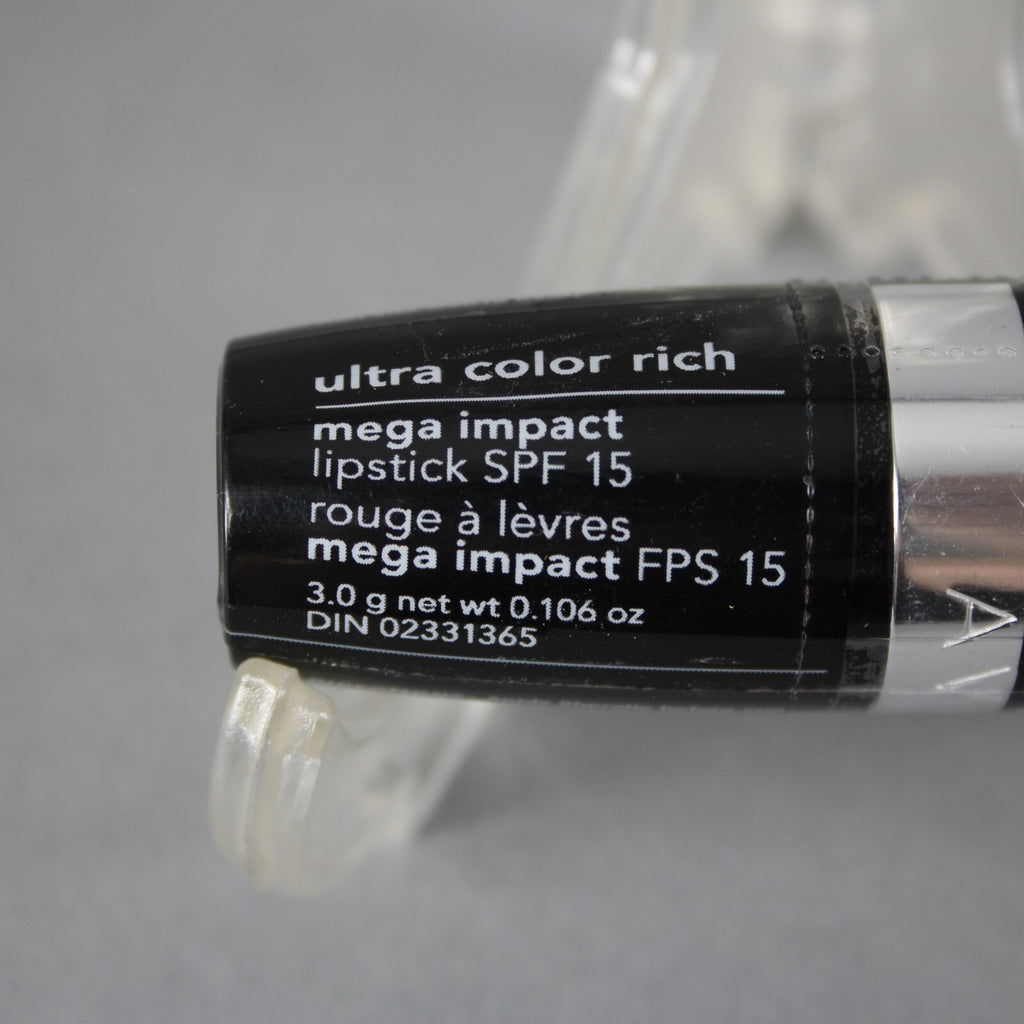 ultra color rich
mega impact
lipstick SPF 15
rouge à lèvres
mega impact FPS 15
3.0 g net wt 0.106 oz
DIN 02331365
AV